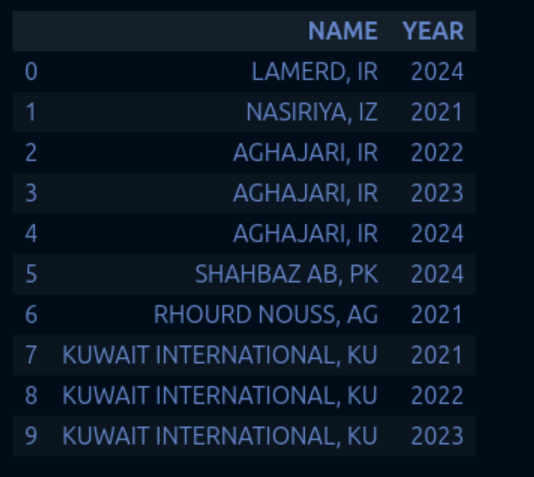 NAME YEAR
0 LAMERD, IR 2024
1 NASIRIYA, IZ 2021
2 AGHAJARI, IR 2022
3 AGHAJARI, IR 2023
4 AGHAJARI, IR 2024
5 SHAHBAZ AB, PK 2024
6 RHOURD NOUSS, AG 2021
7 KUWAIT INTERNATIONAL, KU 2021
8 KUWAIT INTERNATIONAL, KU 2022
9 KUWAIT INTERNATIONAL, KU 2023